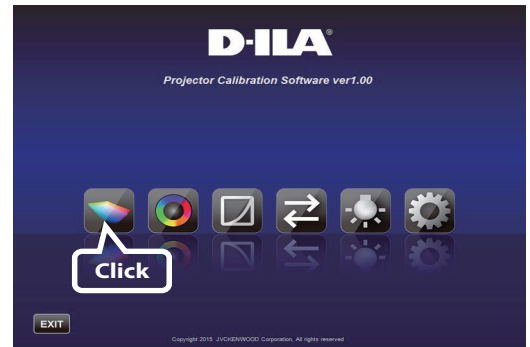 D-ILA®
Projector Calibration Software ver1.00
Click
EXIT
Copyright 2015 JVCKENWOOD Corporation, All rights reserved